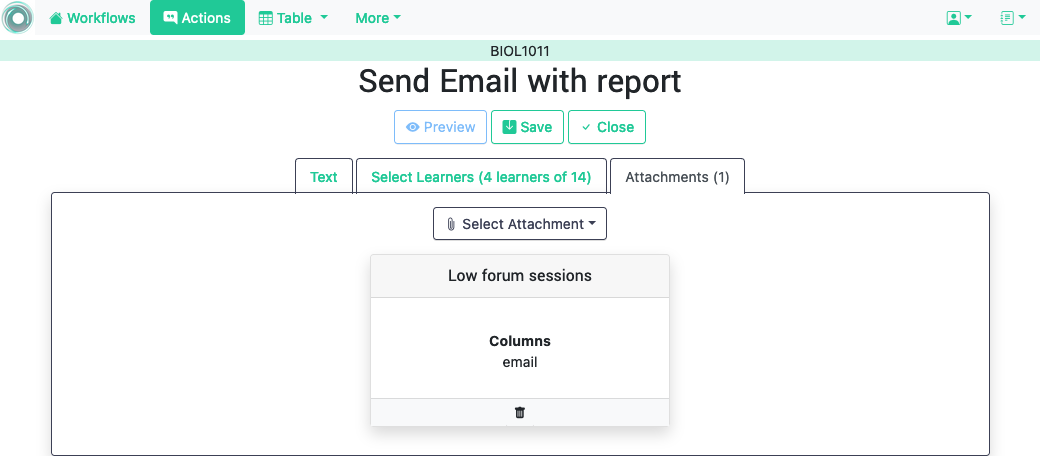 Workflows Actions Table More
BIOL1011
Send Email with report
Preview Save Close
Text Select Learners (4 learners of 14) Attachments (1)
Select Attachment
Low forum sessions
Columns
email